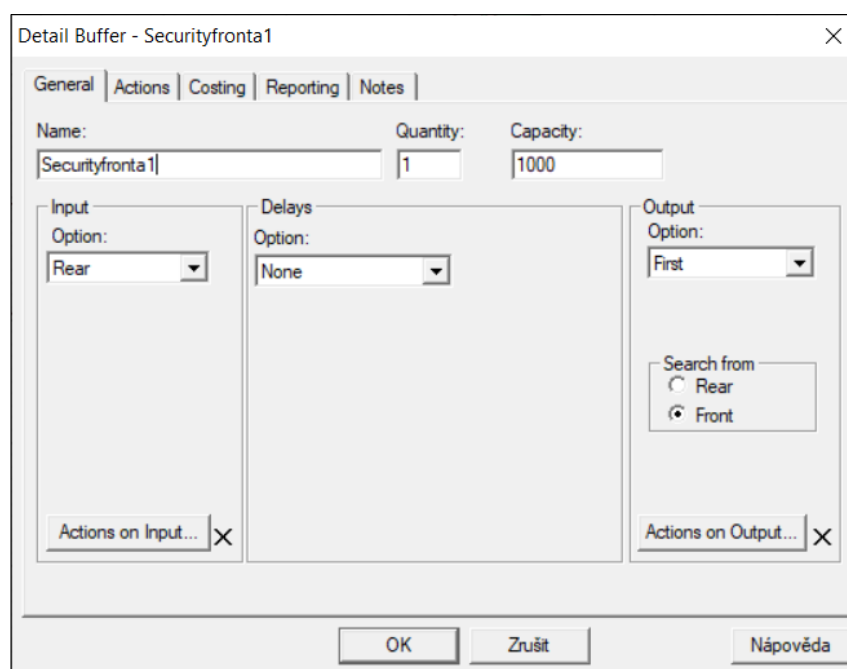 Detail Buffer - Securityfronta1
General Actions Costing Reporting Notes
Name: Quantity: Capacity:
Securityfronta1 1 1000
Input Delays Output
Option: Option: Option:
Rear None First
Search from
Rear
Front
Actions on Input... Actions on Output...
OK Zrušit Nápověda